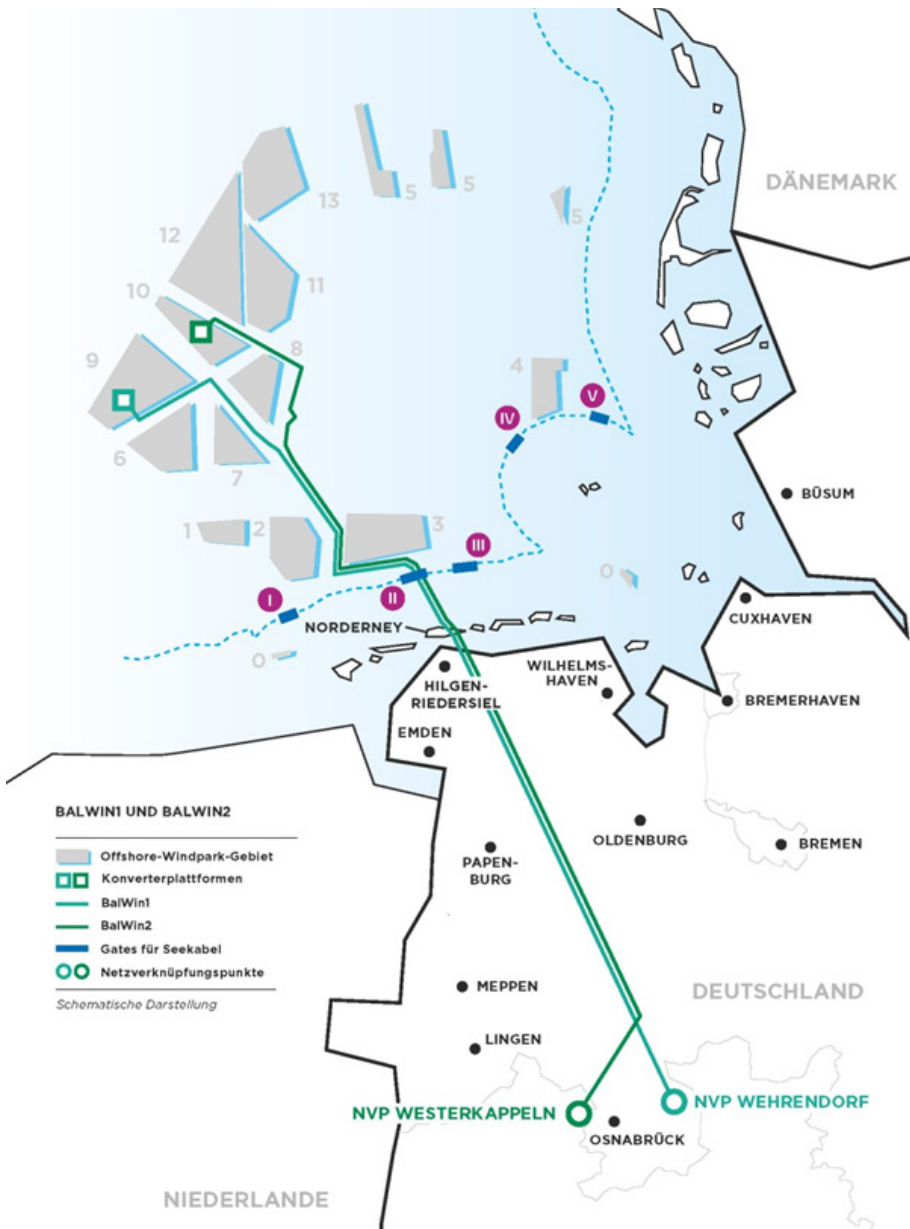 DÄNEMARK
5
5
5
13
12
11
10
9
8
6
7
4
V
IV
BÜSUM
1
2
3
III
II
I
0
0
NORDERNEY
CUXHAVEN
WILHELMS-
HAVEN
HILGEN-
RIEDERSIEL
BREMERHAVEN
EMDEN
BALWIN1 UND BALWIN2
Offshore-Windpark-Gebiet
Konverterplattformen
BalWin1
BalWin2
Gates für Seekabel
Netzverknüpfungspunkte
Schematische Darstellung
OLDENBURG
BREMEN
PAPEN-
BURG
MEPPEN
DEUTSCHLAND
LINGEN
NVP WESTERKAPPELN
NVP WEHRENDORF
OSNABRÜCK
NIEDERLANDE